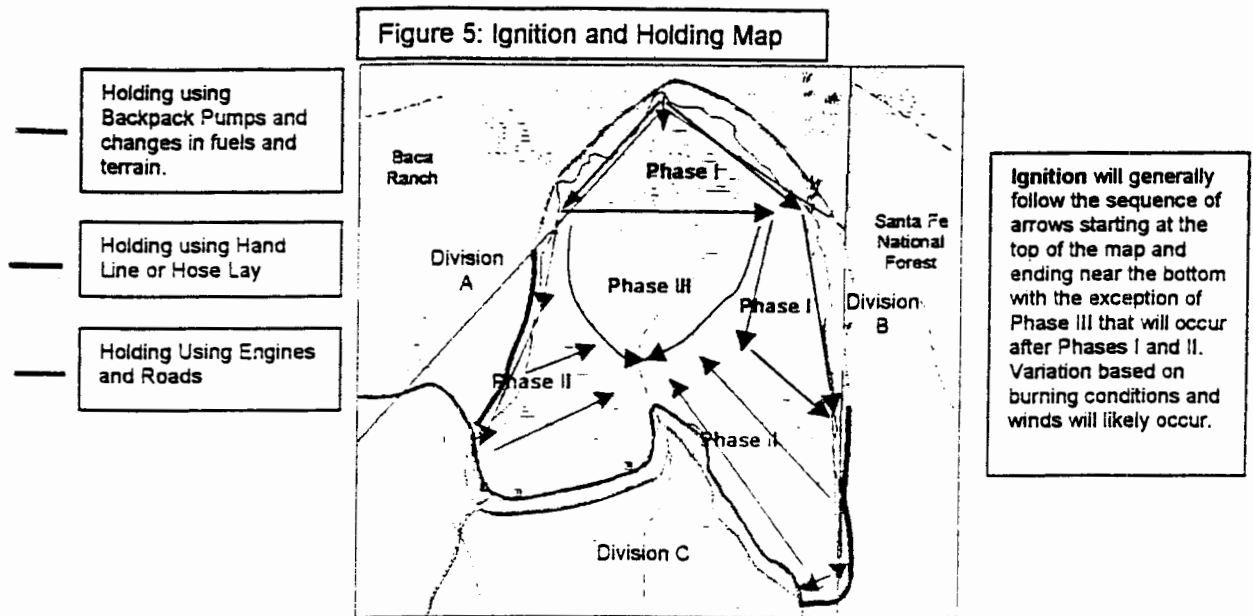 Figure 5: Ignition and Holding Map
Holding using
Backpack Pumps and
changes in fuels and
terrain.
Holding using Hand
Line or Hose Lay
Holding Using Engines
and Roads
Baca
Ranch
Phase I
Santa Fe
National
Forest
Division
A
Phase III
Phase I
Division
B
Phase II
Phase II
Division C
Ignition will generally
follow the sequence of
arrows starting at the
top of the map and
ending near the bottom
with the exception of
Phase III that will occur
after Phases I and II.
Variation based on
burning conditions and
winds will likely occur.